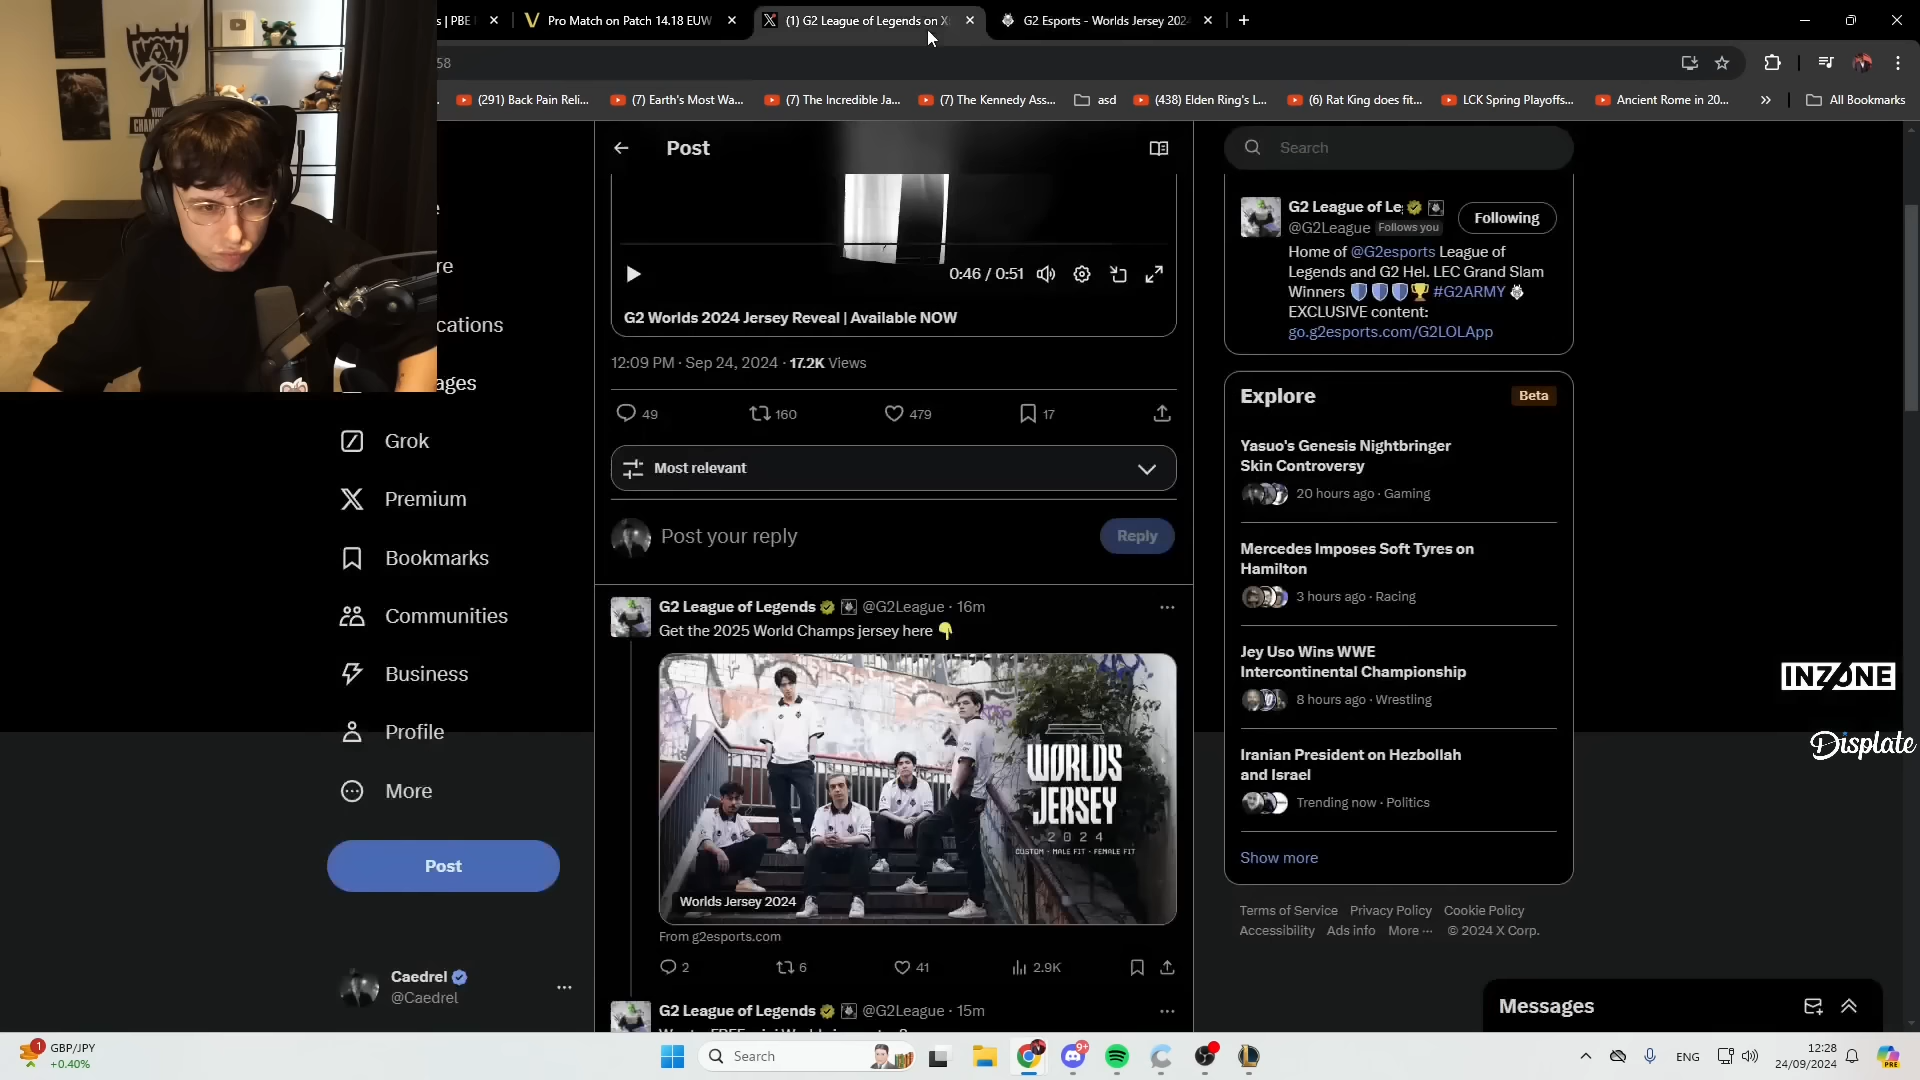 s | PBE
Pro Match on Patch 14.18 EUW
(1) G2 League of Legends on X
G2 Esports - Worlds Jersey 2024
58
(291) Back Pain Reli...
(7) Earth's Most Wa...
(7) The Incredible Ja...
(7) The Kennedy Ass...
asd
(438) Elden Ring's L...
(6) Rat King does fit...
LCK Spring Playoffs...
Ancient Rome in 20...
All Bookmarks
e
re
cations
ages
Grok
Premium
Bookmarks
Communities
Business
Profile
More
Post
Caedrel
@Caedrel
Post
0:46 / 0:51
G2 Worlds 2024 Jersey Reveal | Available NOW
12:09 PM · Sep 24, 2024 · 17.2K Views
49 160 479 17
Most relevant
Post your reply
Reply
G2 League of Legends @G2League · 16m
Get the 2025 World Champs jersey here
WORLDS
JERSEY
2024
CUSTOM · MALE FIT · FEMALE FIT
Worlds Jersey 2024
From g2esports.com
2 6 41 2.9K
G2 League of Legends @G2League · 15m
Search
G2 League of Le
@G2League Follows you
Following
Home of @G2esports League of
Legends and G2 Hel. LEC Grand Slam
Winners #G2ARMY
EXCLUSIVE content:
go.g2esports.com/G2LOLApp
Explore
Beta
Yasuo's Genesis Nightbringer
Skin Controversy
20 hours ago · Gaming
Mercedes Imposes Soft Tyres on
Hamilton
3 hours ago · Racing
Jey Uso Wins WWE
Intercontinental Championship
8 hours ago · Wrestling
Iranian President on Hezbollah
and Israel
Trending now · Politics
Show more
Terms of Service Privacy Policy Cookie Policy
Accessibility Ads info More ··· © 2024 X Corp.
Messages
INZONE
Displate
1
GBP/JPY
+0.40%
Search
9+
ENG
12:28
24/09/2024
PRE